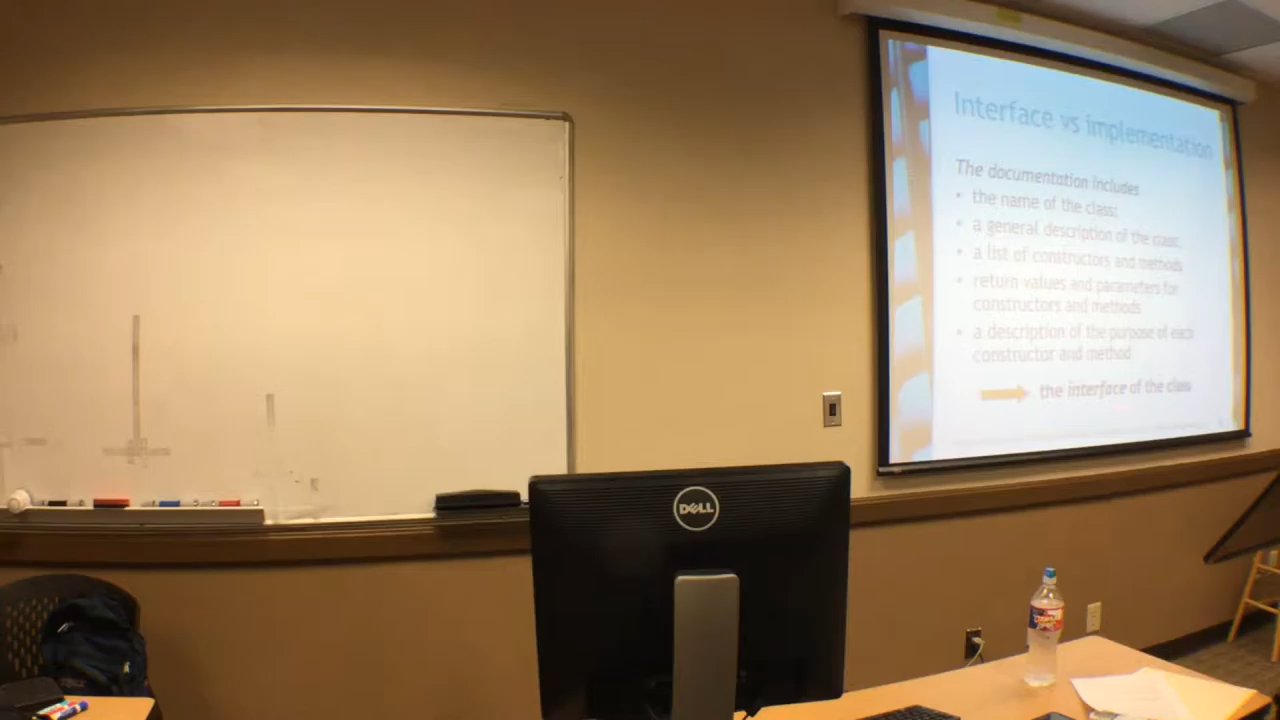 Interface vs implementation
The documentation includes
• the name of the class;
• a general description of the class;
• a list of constructors and methods
• return values and parameters for
constructors and methods
• a description of the purpose of each
constructor and method
the interface of the class
DELL